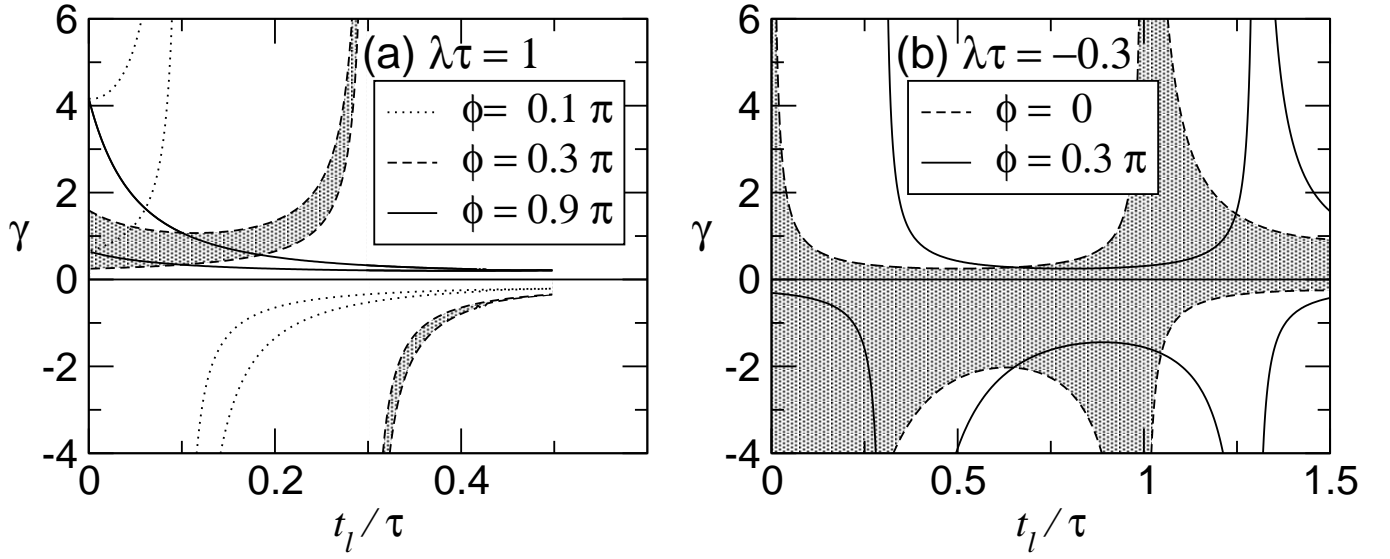 (a) λτ = 1
ϕ= 0.1 π
ϕ = 0.3 π
ϕ = 0.9 π
γ
6
4
2
0
-2
-4
0
0.2
0.4
t_l / τ
(b) λτ = −0.3
ϕ = 0
ϕ = 0.3 π
γ
6
4
2
0
-2
-4
0
0.5
1
1.5
t_l / τ